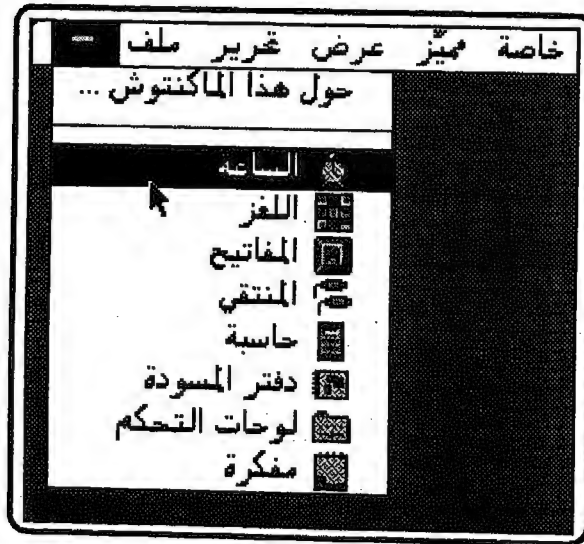 خاصة مميّز عرض تحرير ملف
حول هذا الماكنتوش ...
الساعة
اللغز
المفاتيح
المنتقي
حاسبة
دفتر المسودة
لوحات التحكم
مفكرة